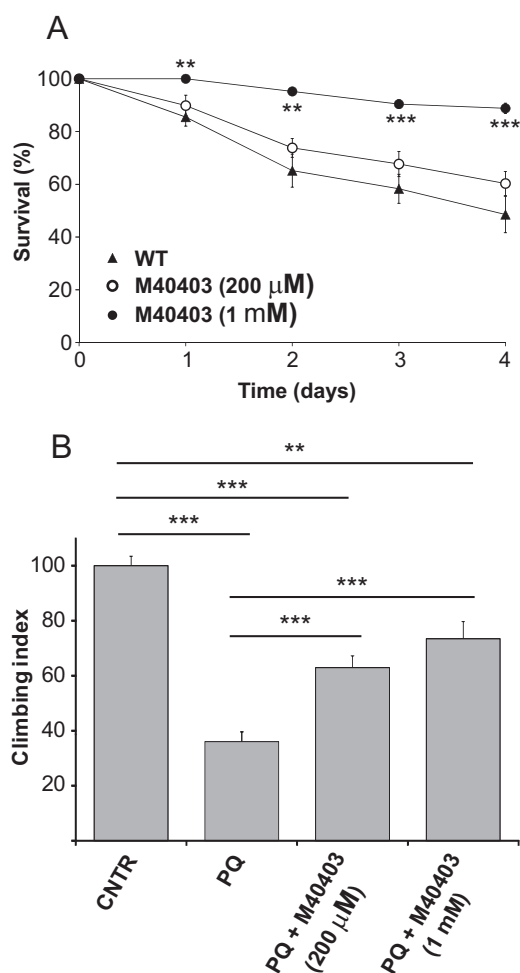 A
**
100
**
***
***
80
60
40
20
0
Survival (%)
WT
M40403 (200 μM)
M40403 (1 mM)
0 1 2 3 4
Time (days)
B
**
***
***
***
***
100
80
60
40
20
Climbing index
CNTR
PQ
PQ + M40403
(200 μM)
PQ + M40403
(1 mM)